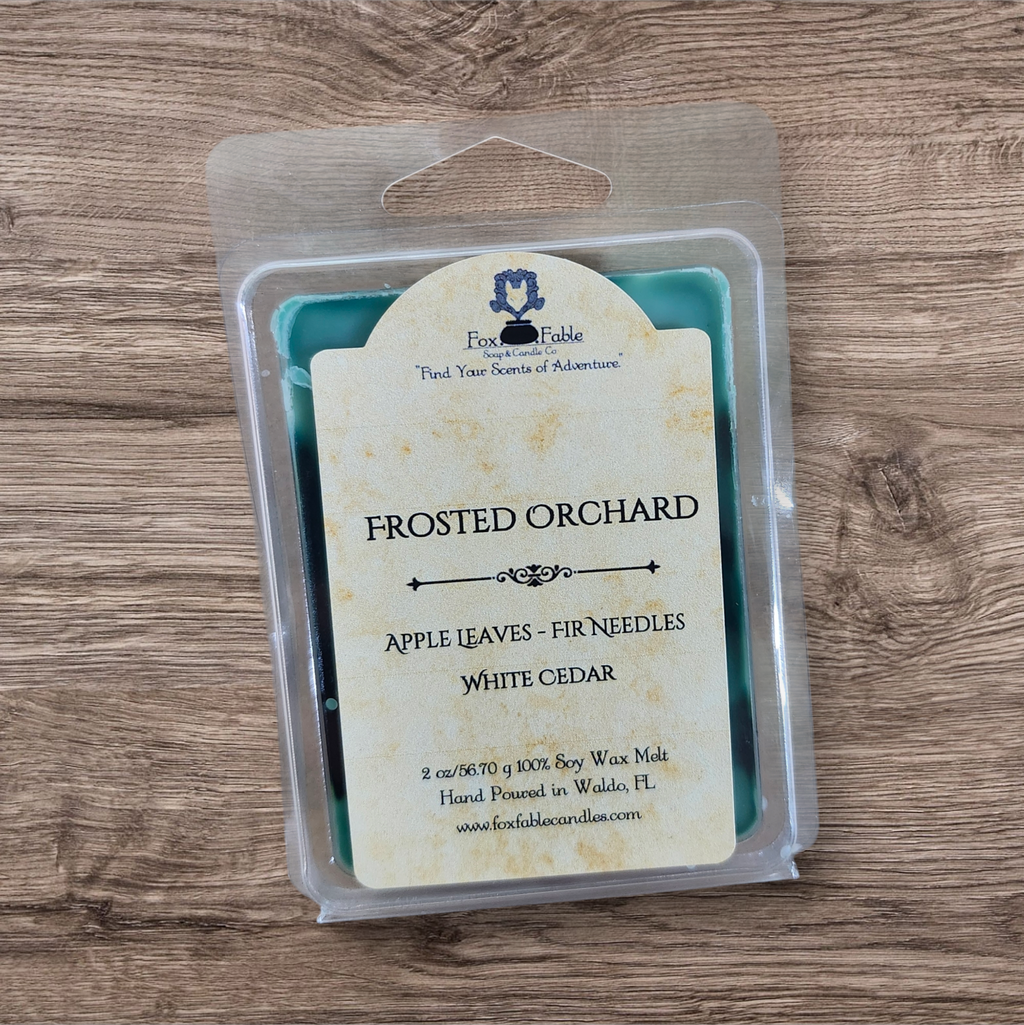 Fox Fable
Soap & Candle Co
"Find Your Scents of Adventure."
Frosted Orchard
Apple Leaves - Fir Needles
White Cedar
2 oz/56.70 g 100% Soy Wax Melt
Hand Poured in Waldo, FL
www.foxfablecandles.com